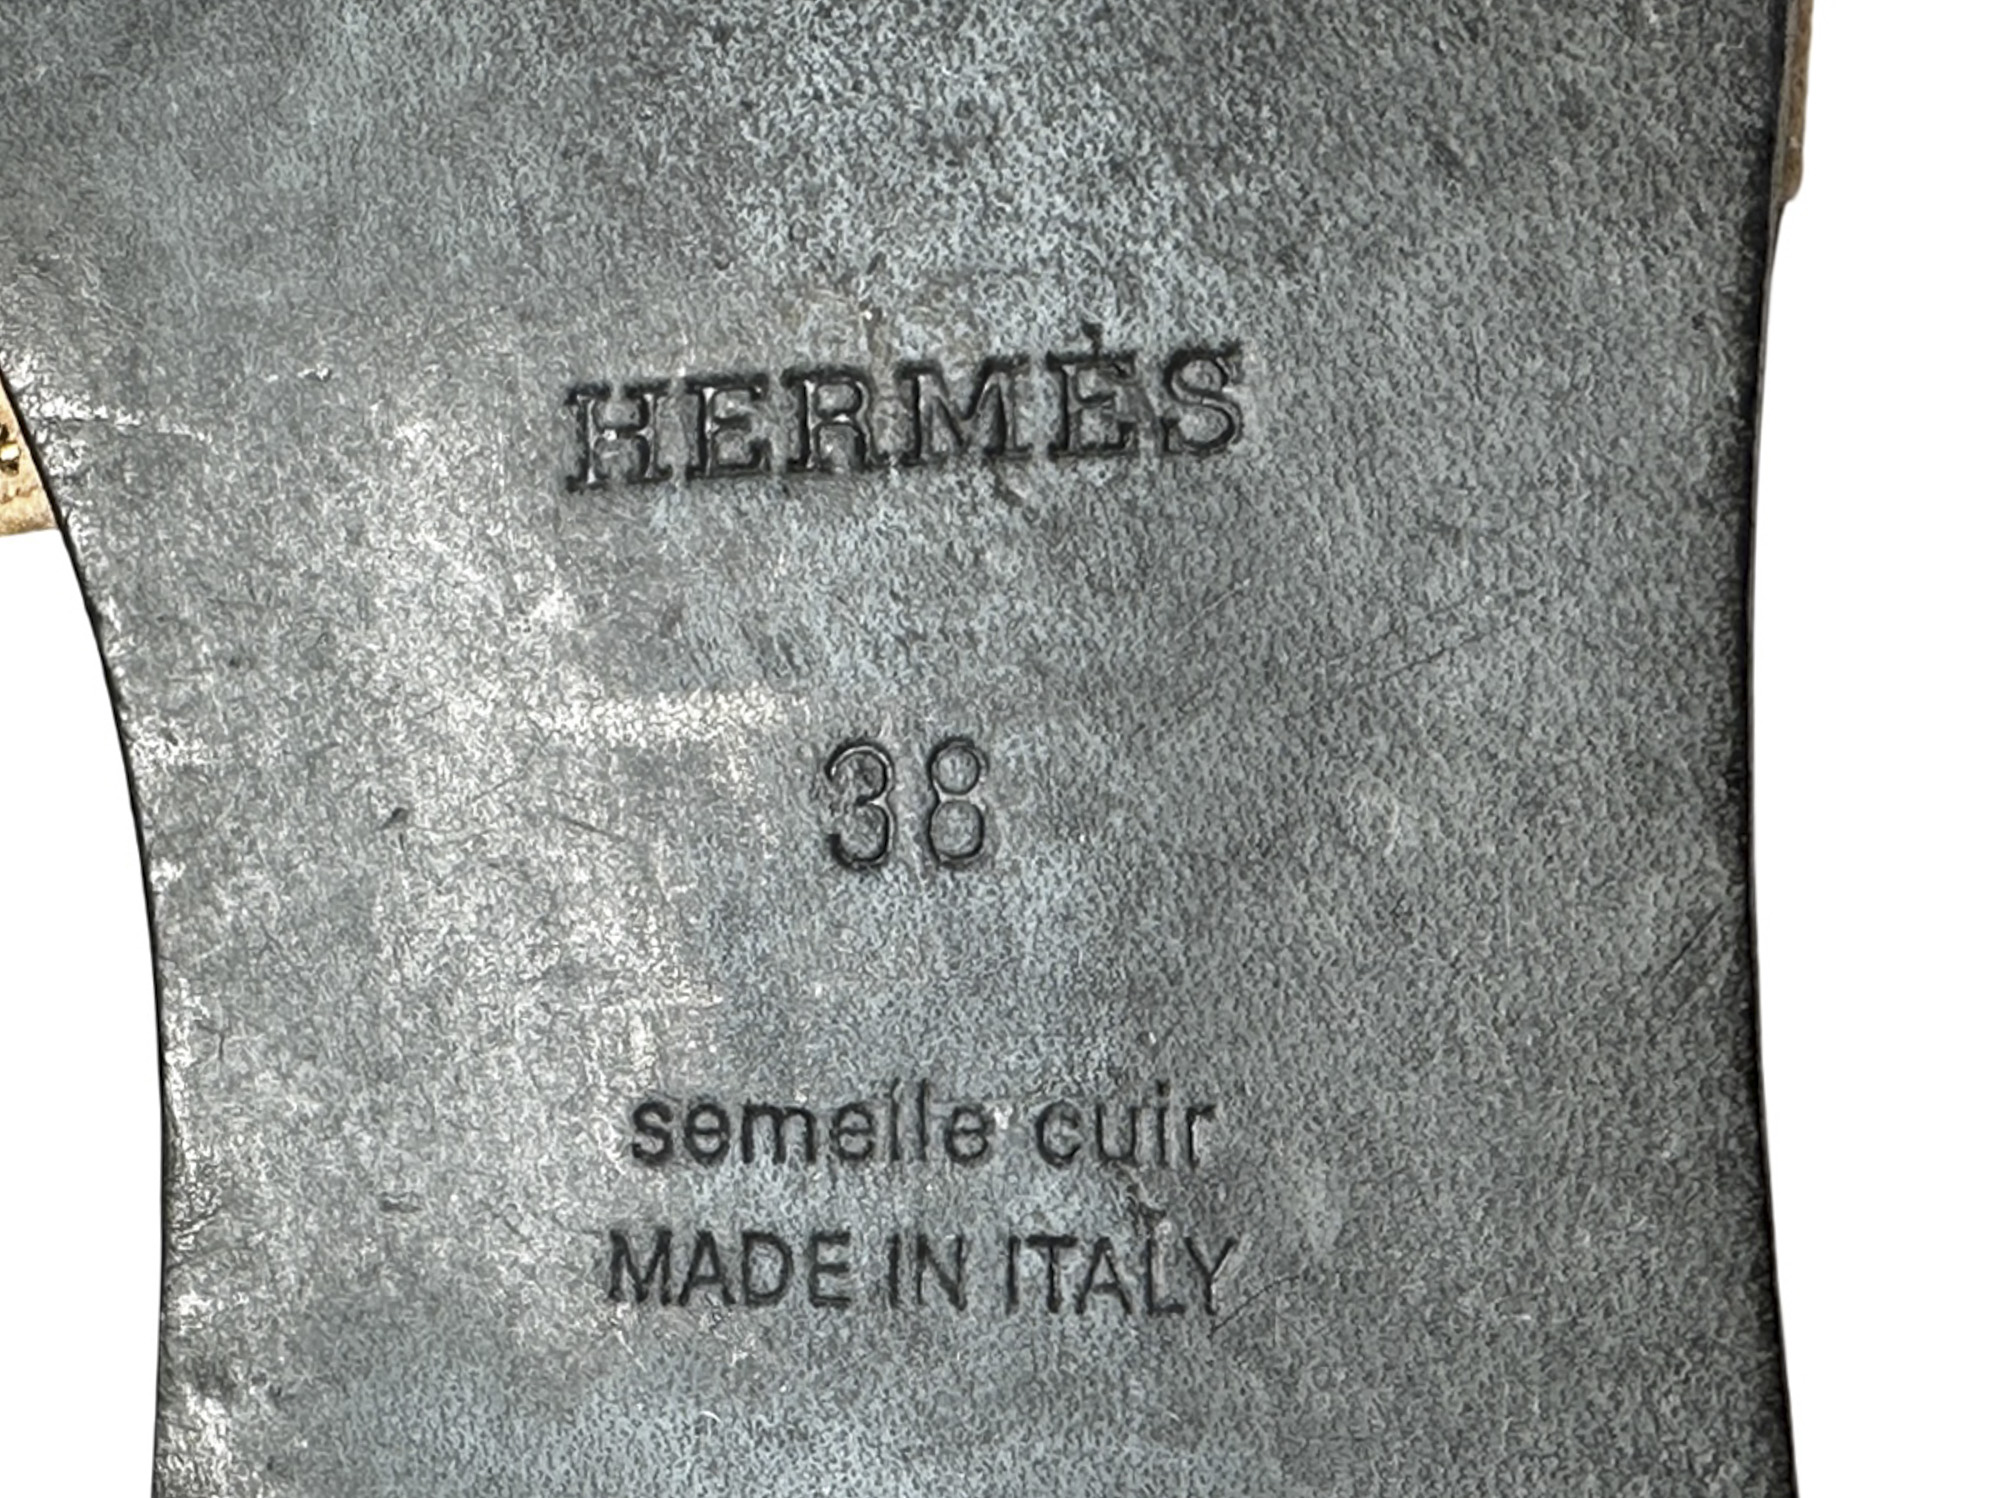 HERMÈS
38
semelle cuir
MADE IN ITALY